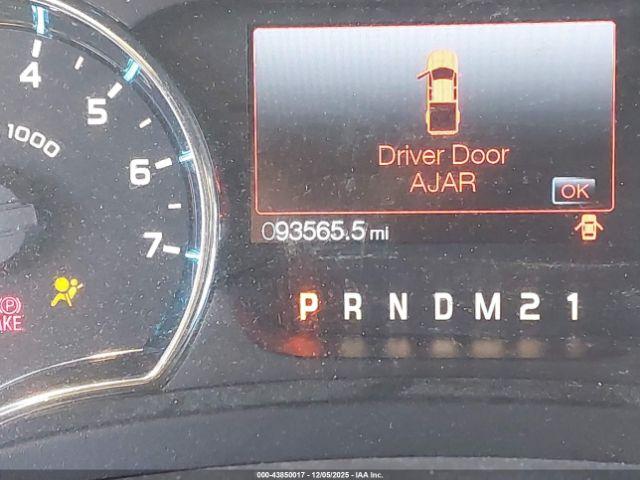 4
5
x1000
6
7
Driver Door
AJAR
OK
093565.5 mi
P R N D M 2 1
(P)
AKE
000-43850017 - 12/05/2025 - IAA Inc.